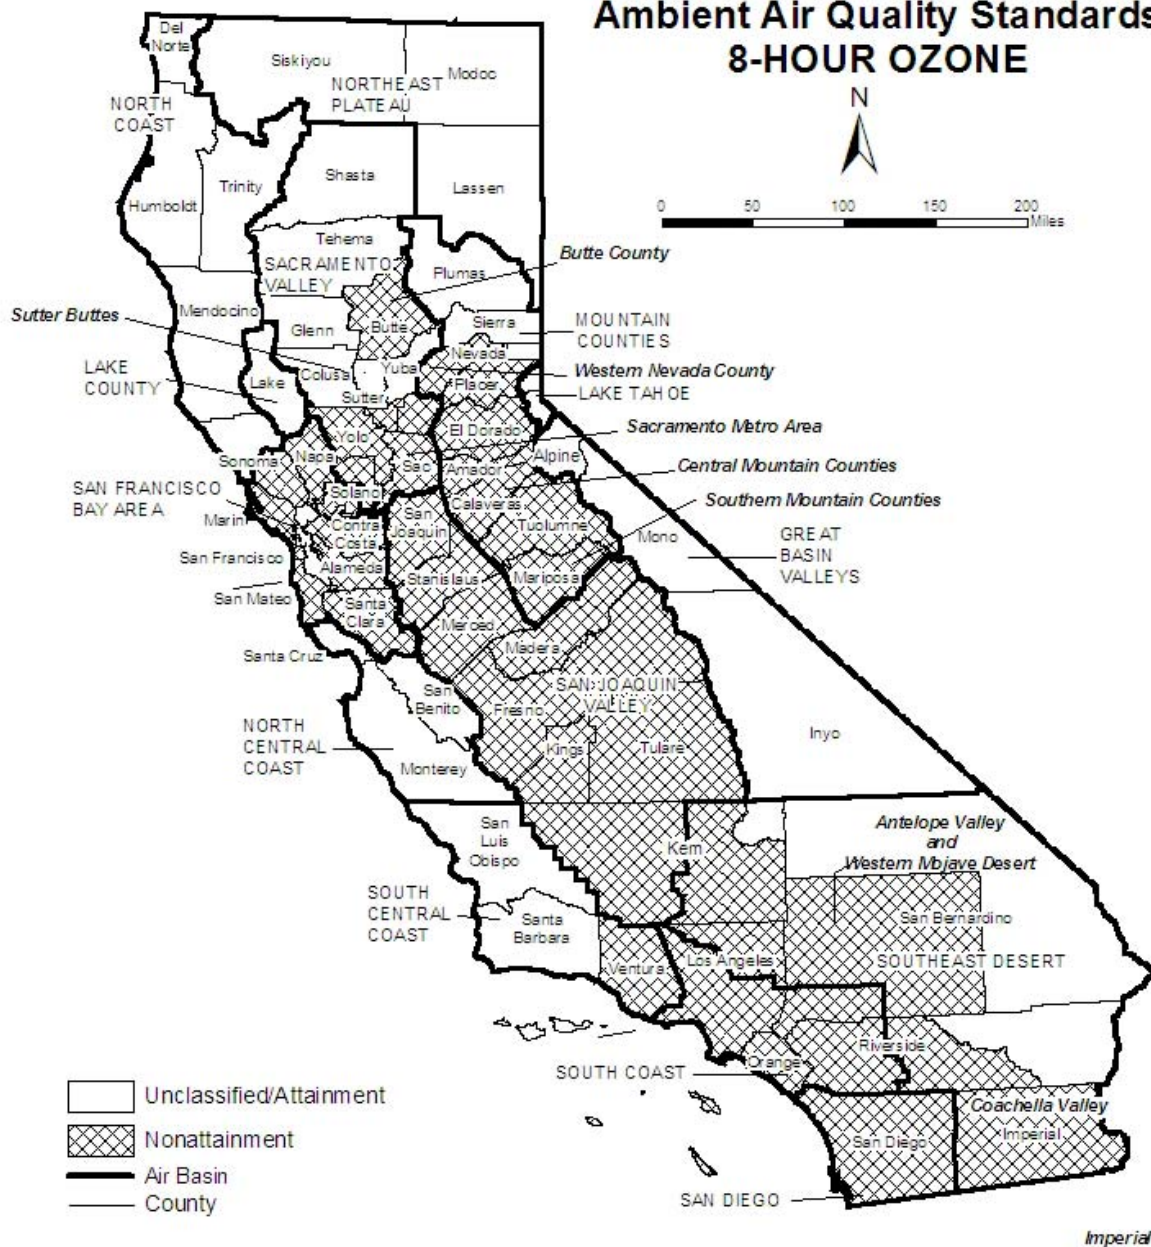 Ambient Air Quality Standards
8-HOUR OZONE
N
0 50 100 150 200
Miles
Del
Norte
Siskiyou
Modoc
NORTHEAST
PLATEAU
NORTH
COAST
Shasta
Trinity
Lassen
Humboldt
Tehema
SACRAMENTO
VALLEY
Butte County
Plumas
Mendocino
Sutter Buttes
Glenn
Butte
Sierra
MOUNTAIN
COUNTIES
Nevada
LAKE
COUNTY
Lake
Colusa
Yuba
Western Nevada County
Placer
LAKE TAHOE
Sutter
Yolo
El Dorado
Sacramento Metro Area
Sonoma
Napa
Sac
Amador
Alpine
Central Mountain Counties
SAN FRANCISCO
BAY AREA
Solano
Calaveras
Southern Mountain Counties
Marin
San
Joaquin
Contra
Costa
Tuolumne
Mono
GREAT
BASIN
VALLEYS
San Francisco
Alameda
Stanislaus
Mariposa
San Mateo
Santa
Clara
Merced
Madera
Santa Cruz
San
Benito
Fresno
SAN JOAQUIN
VALLEY
NORTH
CENTRAL
COAST
Kings
Tulare
Inyo
Monterey
San
Luis
Obispo
Kern
Antelope Valley
and
Western Mojave Desert
SOUTH
CENTRAL
COAST
Santa
Barbara
San Bernardino
Ventura
Los Angeles
SOUTHEAST DESERT
Riverside
Orange
SOUTH COAST
Coachella Valley
Imperial
San Diego
SAN DIEGO
Unclassified/Attainment
Nonattainment
Air Basin
County
Imperial